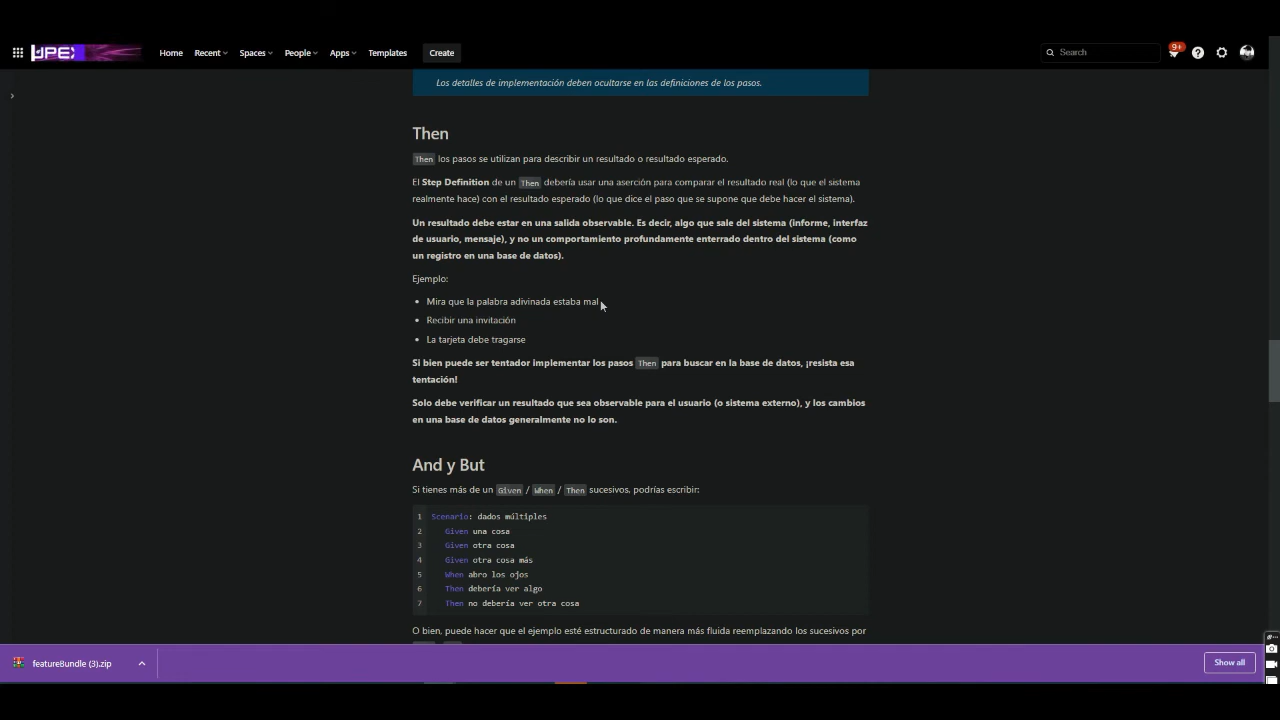 UPEX Home Recent Spaces People Apps Templates Create Search 9+
Los detalles de implementación deben ocultarse en las definiciones de los pasos.
Then
Then los pasos se utilizan para describir un resultado o resultado esperado.
El Step Definition de un Then debería usar una aserción para comparar el resultado real (lo que el sistema
realmente hace) con el resultado esperado (lo que dice el paso que se supone que debe hacer el sistema).
Un resultado debe estar en una salida observable. Es decir, algo que sale del sistema (informe, interfaz
de usuario, mensaje), y no un comportamiento profundamente enterrado dentro del sistema (como
un registro en una base de datos).
Ejemplo:
• Mira que la palabra adivinada estaba mal
• Recibir una invitación
• La tarjeta debe tragarse
Si bien puede ser tentador implementar los pasos Then para buscar en la base de datos, ¡resista esa
tentación!
Solo debe verificar un resultado que sea observable para el usuario (o sistema externo), y los cambios
en una base de datos generalmente no lo son.
And y But
Si tienes más de un Given / When / Then sucesivos, podrías escribir:
1 Scenario: dados múltiples
2 Given una cosa
3 Given otra cosa
4 Given otra cosa más
5 When abro los ojos
6 Then debería ver algo
7 Then no debería ver otra cosa
O bien, puede hacer que el ejemplo esté estructurado de manera más fluida reemplazando los sucesivos por
featureBundle (3).zip Show all